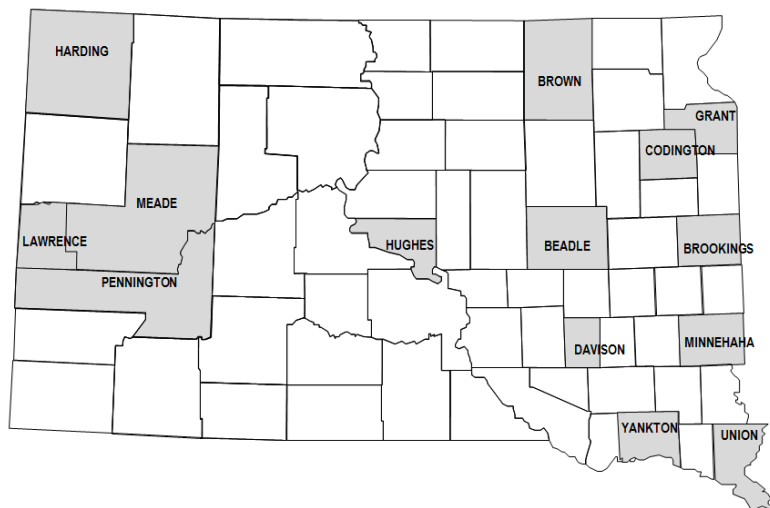 HARDING
BROWN
GRANT
CODINGTON
MEADE
LAWRENCE
HUGHES
BEADLE
BROOKINGS
PENNINGTON
DAVISON
MINNEHAHA
YANKTON
UNION